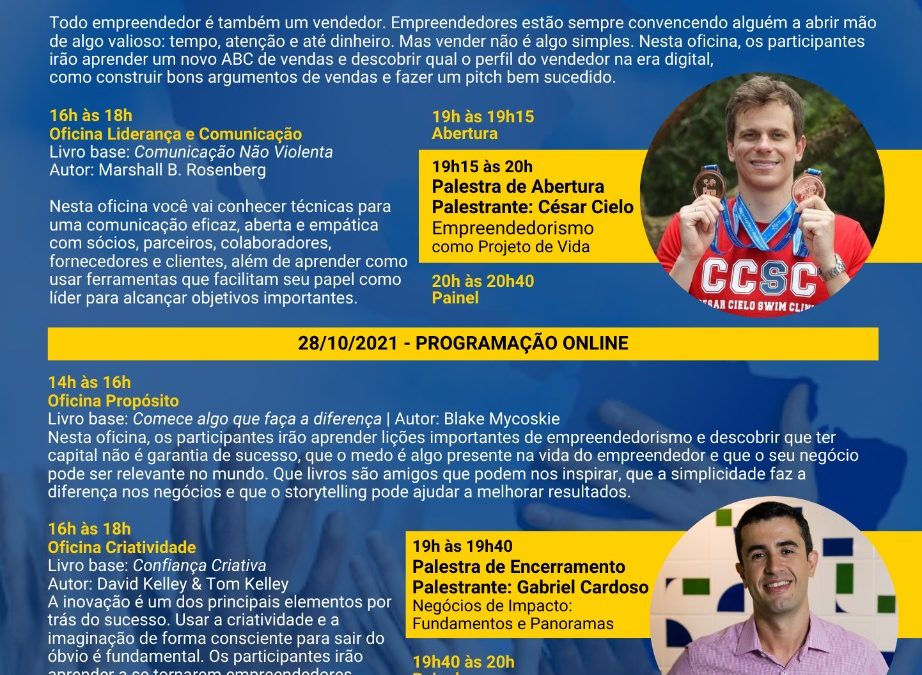 Todo empreendedor é também um vendedor. Empreendedores estão sempre convencendo alguém a abrir mão
de algo valioso: tempo, atenção e até dinheiro. Mas vender não é algo simples. Nesta oficina, os participantes
irão aprender um novo ABC de vendas e descobrir qual o perfil do vendedor na era digital,
como construir bons argumentos de vendas e fazer um pitch bem sucedido.
16h às 18h
Oficina Liderança e Comunicação
Livro base: Comunicação Não Violenta
Autor: Marshall B. Rosenberg
Nesta oficina você vai conhecer técnicas para
uma comunicação eficaz, aberta e empática
com sócios, parceiros, colaboradores,
fornecedores e clientes, além de aprender como
usar ferramentas que facilitam seu papel como
líder para alcançar objetivos importantes.
19h às 19h15
Abertura
19h15 às 20h
Palestra de Abertura
Palestrante: César Cielo
Empreendedorismo
como Projeto de Vida
20h às 20h40
Painel
CCSC
CESAR CIELO SWIM CLINIC
28/10/2021 - PROGRAMAÇÃO ONLINE
14h às 16h
Oficina Propósito
Livro base: Comece algo que faça a diferença | Autor: Blake Mycoskie
Nesta oficina, os participantes irão aprender lições importantes de empreendedorismo e descobrir que ter
capital não é garantia de sucesso, que o medo é algo presente na vida do empreendedor e que o seu negócio
pode ser relevante no mundo. Que livros são amigos que podem nos inspirar, que a simplicidade faz a
diferença nos negócios e que o storytelling pode ajudar a melhorar resultados.
16h às 18h
Oficina Criatividade
Livro base: Confiança Criativa
Autor: David Kelley & Tom Kelley
A inovação é um dos principais elementos por
trás do sucesso. Usar a criatividade e a
imaginação de forma consciente para sair do
óbvio é fundamental. Os participantes irão
aprender a se tornarem empreendedores
19h às 19h40
Palestra de Encerramento
Palestrante: Gabriel Cardoso
Negócios de Impacto:
Fundamentos e Panoramas
19h40 às 20h